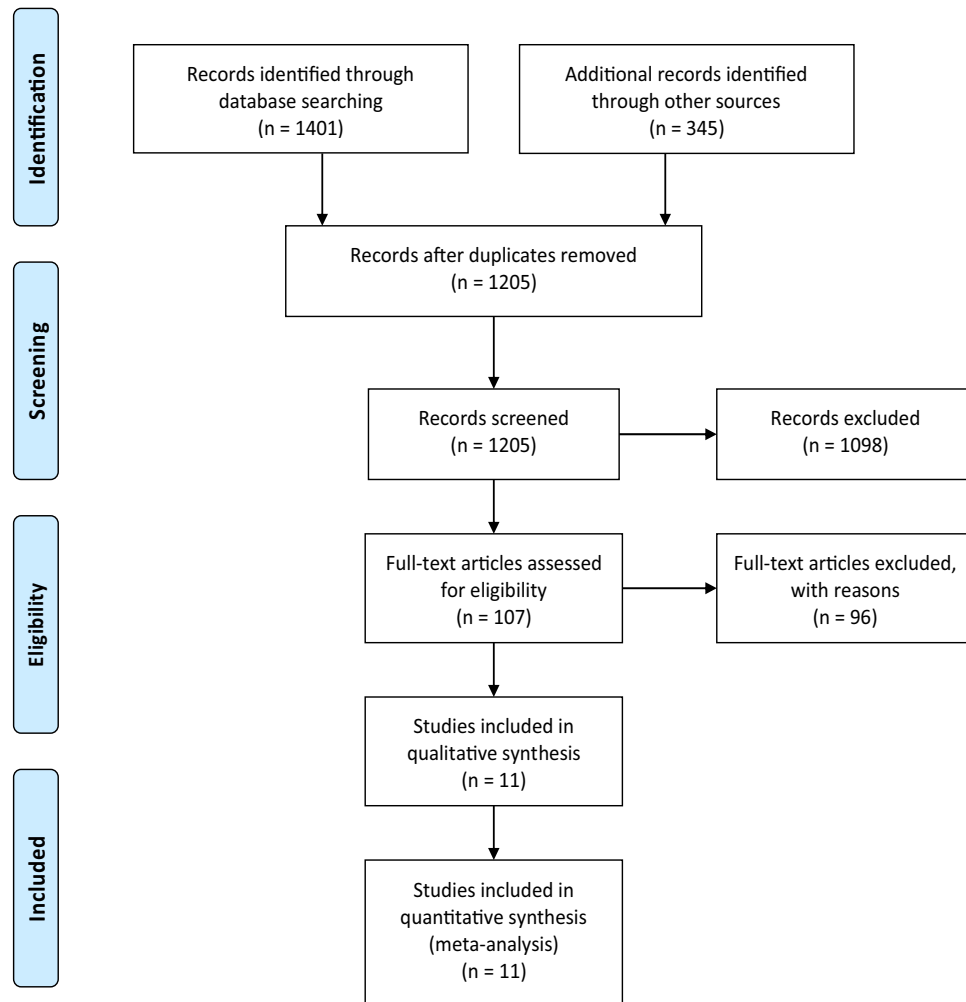 Identification
Records identified through
database searching
(n = 1401)
Additional records identified
through other sources
(n = 345)
Records after duplicates removed
(n = 1205)
Screening
Records screened
(n = 1205)
Records excluded
(n = 1098)
Eligibility
Full-text articles assessed
for eligibility
(n = 107)
Full-text articles excluded,
with reasons
(n = 96)
Studies included in
qualitative synthesis
(n = 11)
Included
Studies included in
quantitative synthesis
(meta-analysis)
(n = 11)